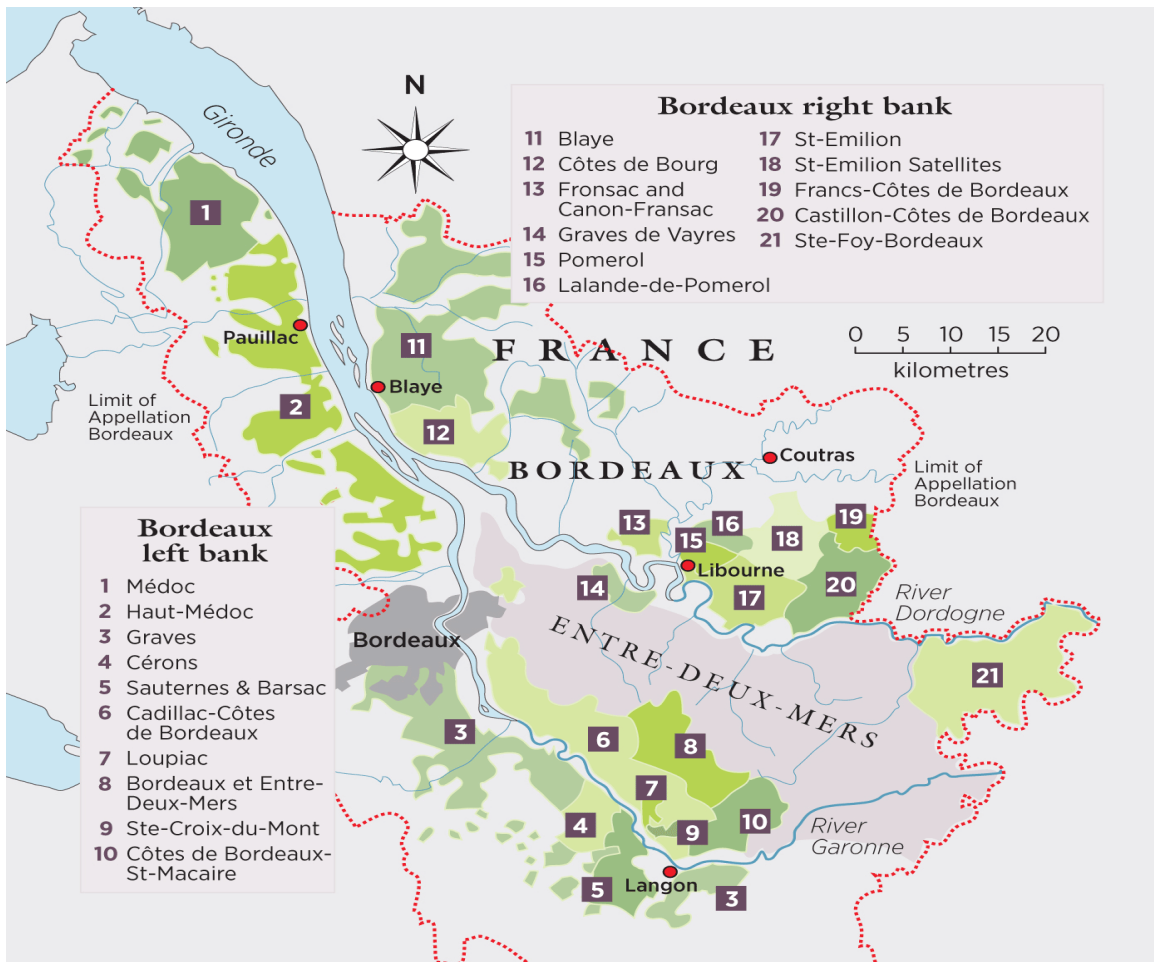 N
Gironde
Bordeaux right bank
11 Blaye
12 Côtes de Bourg
13 Fronsac and
Canon-Fransac
14 Graves de Vayres
15 Pomerol
16 Lalande-de-Pomerol
17 St-Emilion
18 St-Emilion Satellites
19 Francs-Côtes de Bordeaux
20 Castillon-Côtes de Bordeaux
21 Ste-Foy-Bordeaux
1
Pauillac
11
FRANCE
0 5 10 15 20
kilometres
Blaye
Limit of
Appellation
Bordeaux
2
12
BORDEAUX
Coutras
Limit of
Appellation
Bordeaux
Bordeaux
left bank
1 Médoc
2 Haut-Médoc
3 Graves
4 Cérons
5 Sauternes & Barsac
6 Cadillac-Côtes
de Bordeaux
7 Loupiac
8 Bordeaux et Entre-
Deux-Mers
9 Ste-Croix-du-Mont
10 Côtes de Bordeaux-
St-Macaire
13
16
19
15
18
Libourne
14
17
20
River
Dordogne
Bordeaux
ENTRE-DEUX-MERS
21
3
6
8
7
4
9
10
River
Garonne
5
Langon
3